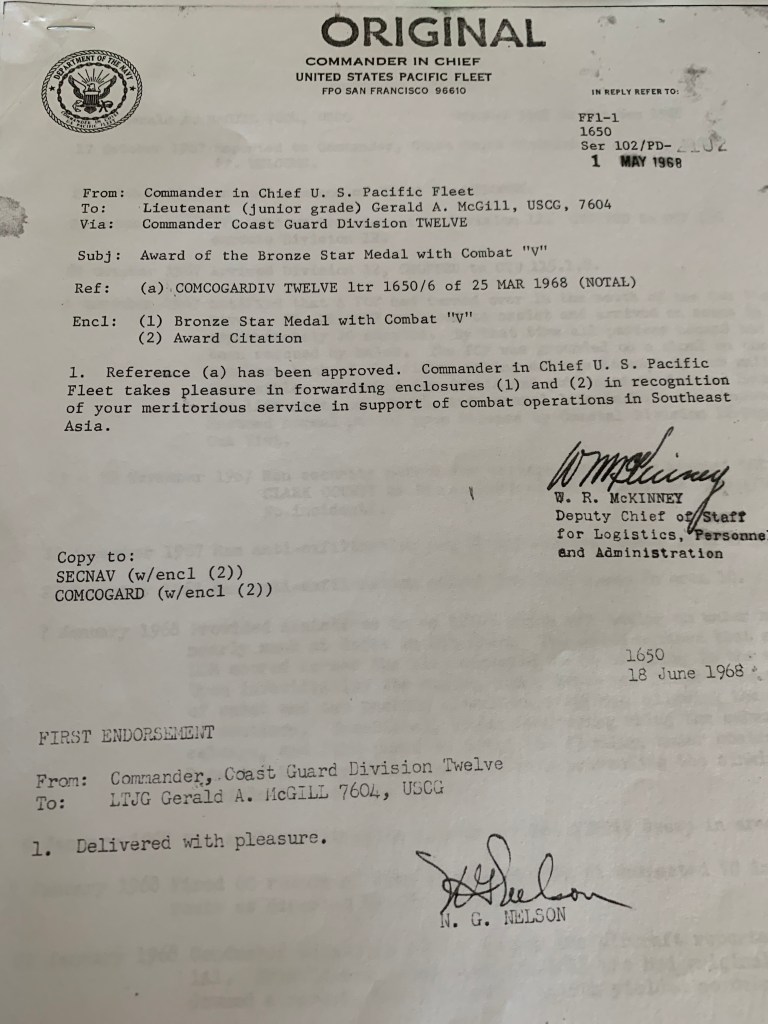 ORIGINAL
DEPARTMENT OF THE NAVY
COMMANDER IN CHIEF
UNITED STATES PACIFIC FLEET
FPO SAN FRANCISCO 96610
IN REPLY REFER TO:
FF1-1
1650
Ser 102/PD-
1 MAY 1968
From: Commander in Chief U. S. Pacific Fleet
To: Lieutenant (junior grade) Gerald A. McGill, USCG, 7604
Via: Commander Coast Guard Division TWELVE
Subj: Award of the Bronze Star Medal with Combat "V"
Ref: (a) COMCOGARDIV TWELVE ltr 1650/6 of 25 MAR 1968 (NOTAL)
Encl: (1) Bronze Star Medal with Combat "V"
(2) Award Citation
1. Reference (a) has been approved. Commander in Chief U. S. Pacific
Fleet takes pleasure in forwarding enclosures (1) and (2) in recognition
of your meritorious service in support of combat operations in Southeast
Asia.
W. R. McKINNEY
Deputy Chief of Staff
for Logistics, Personnel
and Administration
Copy to:
SECNAV (w/encl (2))
COMCOGARD (w/encl (2))
1650
18 June 1968
FIRST ENDORSEMENT
From: Commander, Coast Guard Division Twelve
To: LTJG Gerald A. McGILL 7604, USCG
1. Delivered with pleasure.
N. G. NELSON